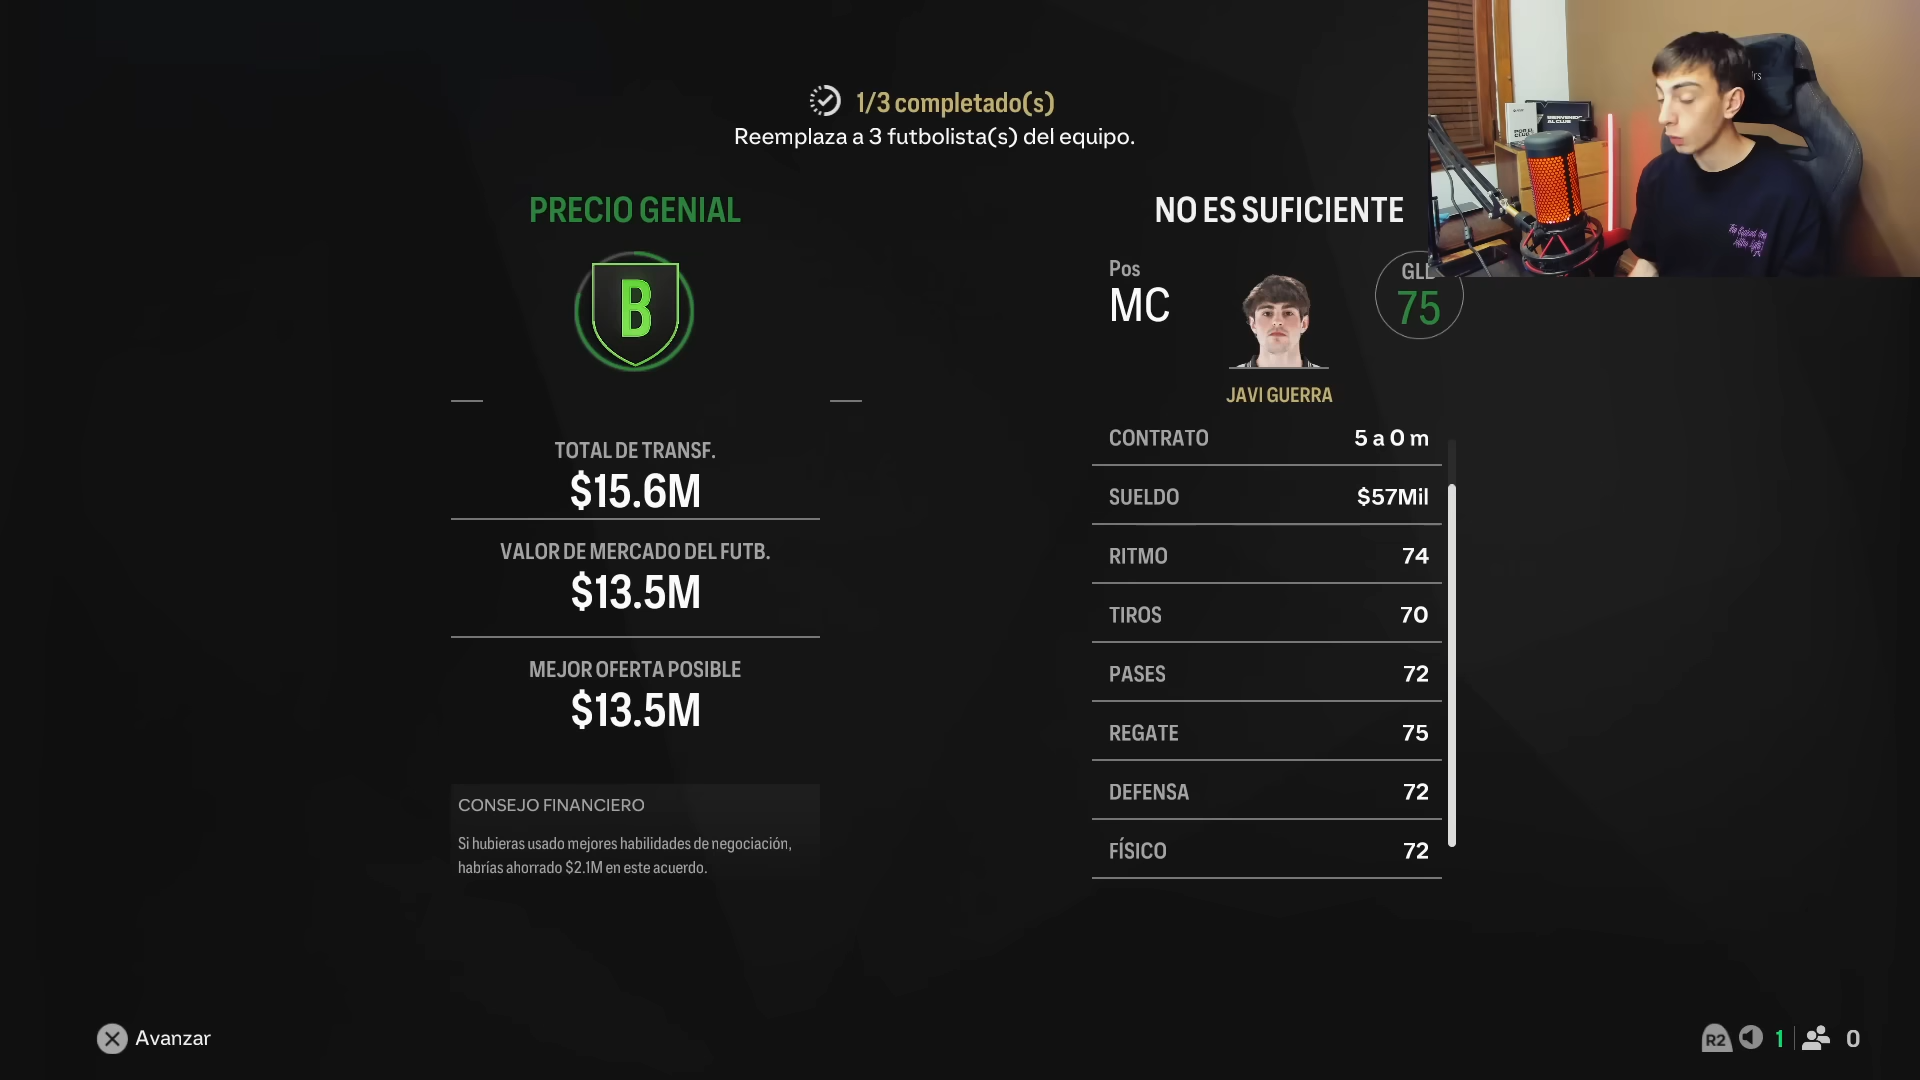 1/3 completado(s)
Reemplaza a 3 futbolista(s) del equipo.
PRECIO GENIAL
B
TOTAL DE TRANSF.
$15.6M
VALOR DE MERCADO DEL FUTB.
$13.5M
MEJOR OFERTA POSIBLE
$13.5M
CONSEJO FINANCIERO
Si hubieras usado mejores habilidades de negociación,
habrías ahorrado $2.1M en este acuerdo.
NO ES SUFICIENTE
Pos
MC
GLB
75
JAVI GUERRA
CONTRATO 5 a 0 m
SUELDO $57Mil
RITMO 74
TIROS 70
PASES 72
REGATE 75
DEFENSA 72
FÍSICO 72
Avanzar
R2 1 0